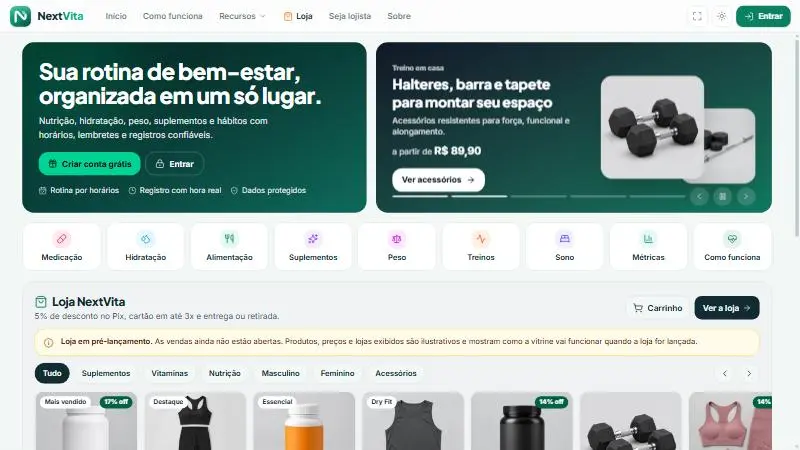 NextVita
Início
Como funciona
Recursos
Loja
Seja lojista
Sobre
Entrar
Sua rotina de bem-estar,
organizada em um só lugar.
Nutrição, hidratação, peso, suplementos e hábitos com
horários, lembretes e registros confiáveis.
Criar conta grátis
Entrar
Rotina por horários
Registro com hora real
Dados protegidos
Treino em casa
Halteres, barra e tapete
para montar seu espaço
Acessórios resistentes para força, funcional e
alongamento.
a partir de R$ 89,90
Ver acessórios
Medicação
Hidratação
Alimentação
Suplementos
Peso
Treinos
Sono
Métricas
Como funciona
Loja NextVita
5% de desconto no Pix, cartão em até 3x e entrega ou retirada.
Carrinho
Ver a loja
Loja em pré-lançamento. As vendas ainda não estão abertas. Produtos, preços e lojas exibidos são ilustrativos e mostram como a vitrine vai funcionar quando a loja for lançada.
Tudo
Suplementos
Vitaminas
Nutrição
Masculino
Feminino
Acessórios
Mais vendido
17% off
Destaque
Essencial
Dry Fit
14% off
14%